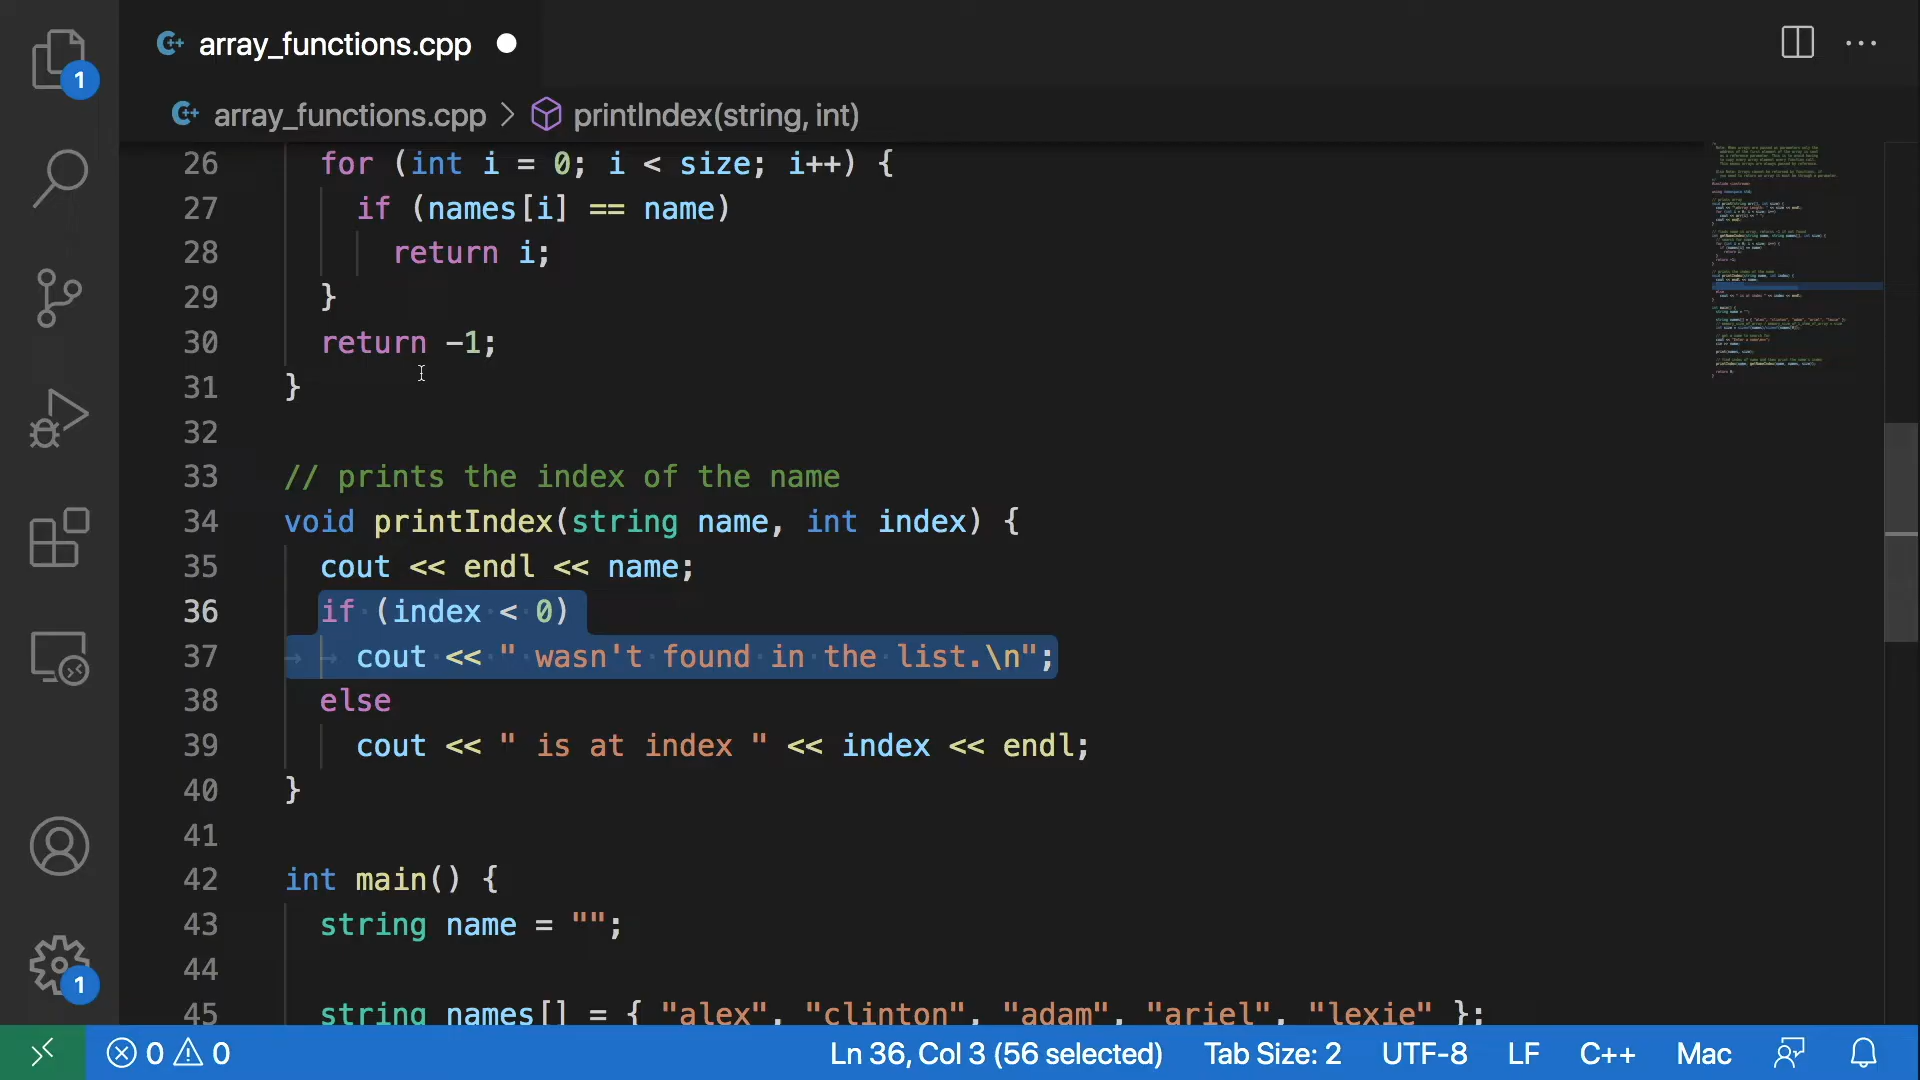 array_functions.cpp
array_functions.cpp > printIndex(string, int)
26 for (int i = 0; i < size; i++) {
27 if (names[i] == name)
28 return i;
29 }
30 return -1;
31 }
32
33 // prints the index of the name
34 void printIndex(string name, int index) {
35 cout << endl << name;
36 if (index < 0)
37 cout << " wasn't found in the list.\n";
38 else
39 cout << " is at index " << index << endl;
40 }
41
42 int main() {
43 string name = "";
44
45 string names[] = { "alex", "clinton", "adam", "ariel", "lexie" };
1
1
0 0 Ln 36, Col 3 (56 selected) Tab Size: 2 UTF-8 LF C++ Mac